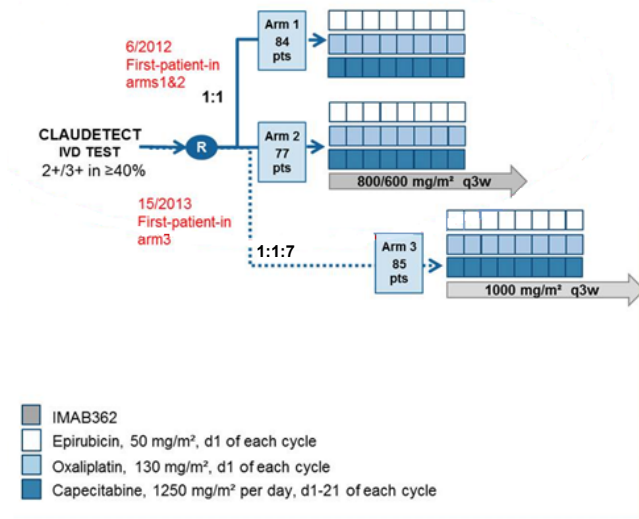 Arm 1
84
pts
6/2012
First-patient-in
arms1&2
1:1
CLAUDETECT
IVD TEST
2+/3+ in ≥40%
R
Arm 2
77
pts
800/600 mg/m² q3w
15/2013
First-patient-in
arm3
1:1:7
Arm 3
85
pts
1000 mg/m² q3w
IMAB362
Epirubicin, 50 mg/m², d1 of each cycle
Oxaliplatin, 130 mg/m², d1 of each cycle
Capecitabine, 1250 mg/m² per day, d1-21 of each cycle